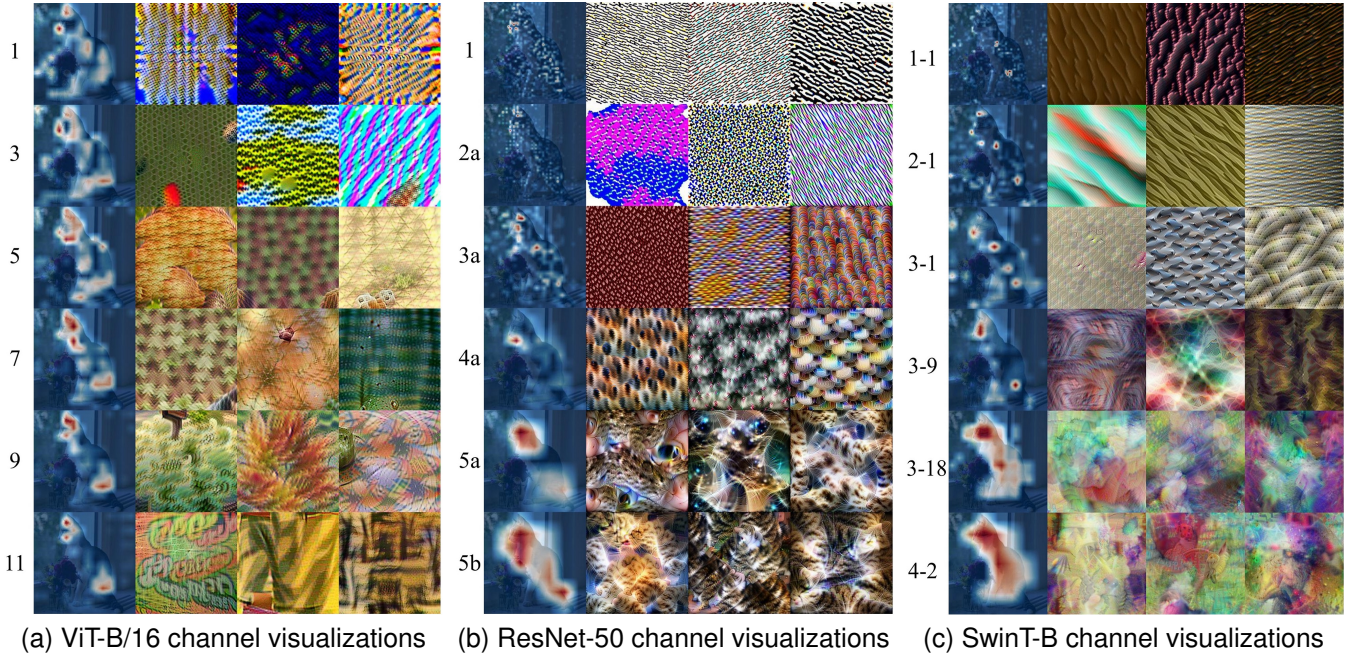 1
3
5
7
9
11
(a) ViT-B/16 channel visualizations
1
2a
3a
4a
5a
5b
(b) ResNet-50 channel visualizations
1-1
2-1
3-1
3-9
3-18
4-2
(c) SwinT-B channel visualizations